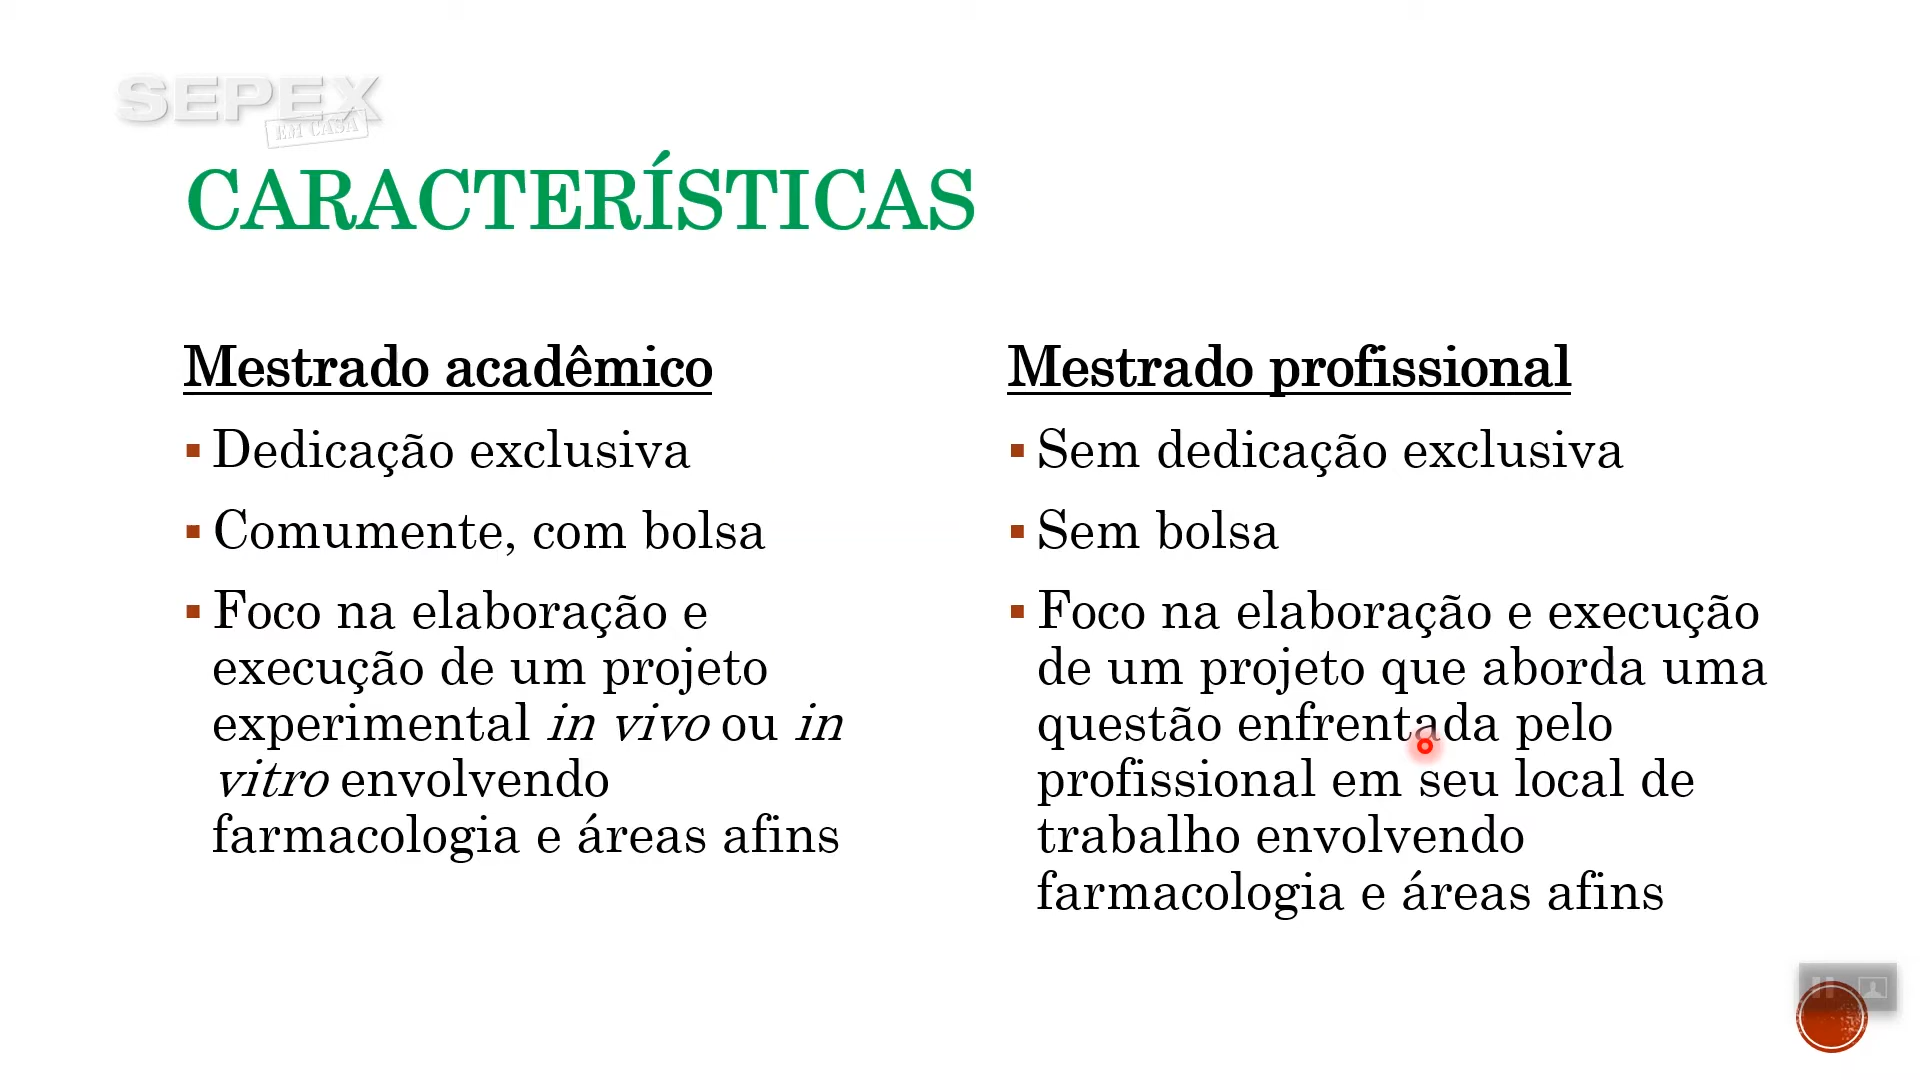 SEPEX
EM CASA
CARACTERÍSTICAS
Mestrado acadêmico
▪ Dedicação exclusiva
▪ Comumente, com bolsa
▪ Foco na elaboração e
execução de um projeto
experimental in vivo ou in
vitro envolvendo
farmacologia e áreas afins
Mestrado profissional
▪ Sem dedicação exclusiva
▪ Sem bolsa
▪ Foco na elaboração e execução
de um projeto que aborda uma
questão enfrentada pelo
profissional em seu local de
trabalho envolvendo
farmacologia e áreas afins